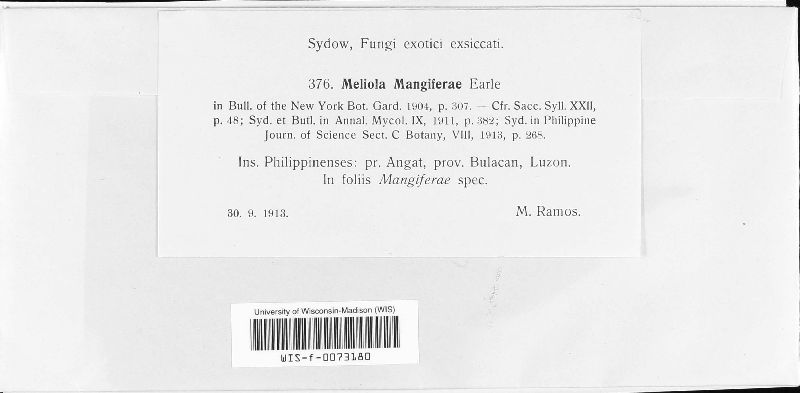 Sydow, Fungi exotici exsiccati.
376. Meliola Mangiferae Earle
in Bull. of the New York Bot. Gard. 1904, p. 307. — Cfr. Sacc. Syll. XXII,
p. 48; Syd. et Butl. in Annal. Mycol. IX, 1911, p. 382; Syd. in Philippine
Journ. of Science Sect. C Botany, VIII, 1913, p. 268.
Ins. Philippinenses: pr. Angat, prov. Bulacan, Luzon.
In foliis Mangiferae spec.
30. 9. 1913. M. Ramos.
University of Wisconsin-Madison (WIS)
WIS-f-0073180